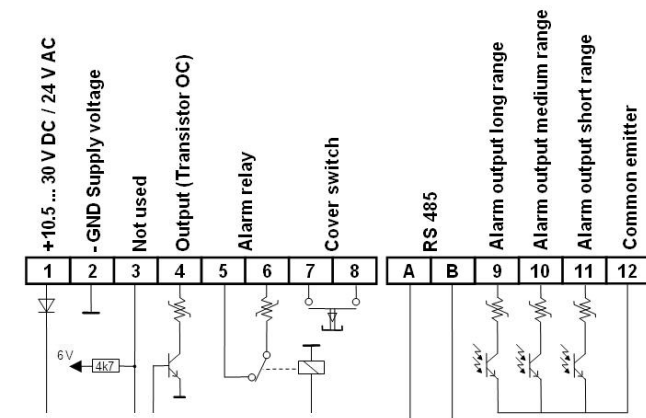 +10.5 ... 30 V DC / 24 V AC
- GND Supply voltage
Not used
Output (Transistor OC)
Alarm relay
Cover switch
RS 485
Alarm output long range
Alarm output medium range
Alarm output short range
Common emitter
1 2 3 4 5 6 7 8 A B 9 10 11 12
6 V
4k7